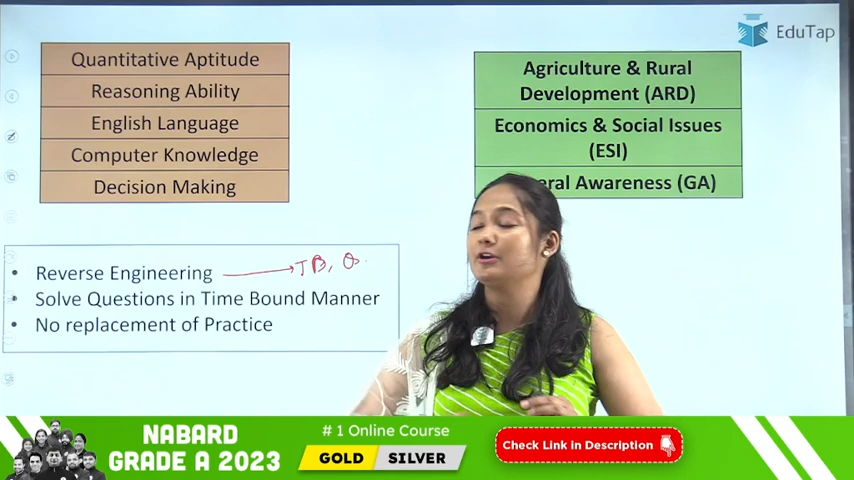 EduTap
Quantitative Aptitude
Reasoning Ability
English Language
Computer Knowledge
Decision Making
Agriculture & Rural
Development (ARD)
Economics & Social Issues
(ESI)
eral Awareness (GA)
• Reverse Engineering
• Solve Questions in Time Bound Manner
• No replacement of Practice
NABARD
GRADE A 2023
# 1 Online Course
GOLD SILVER
Check Link in Description